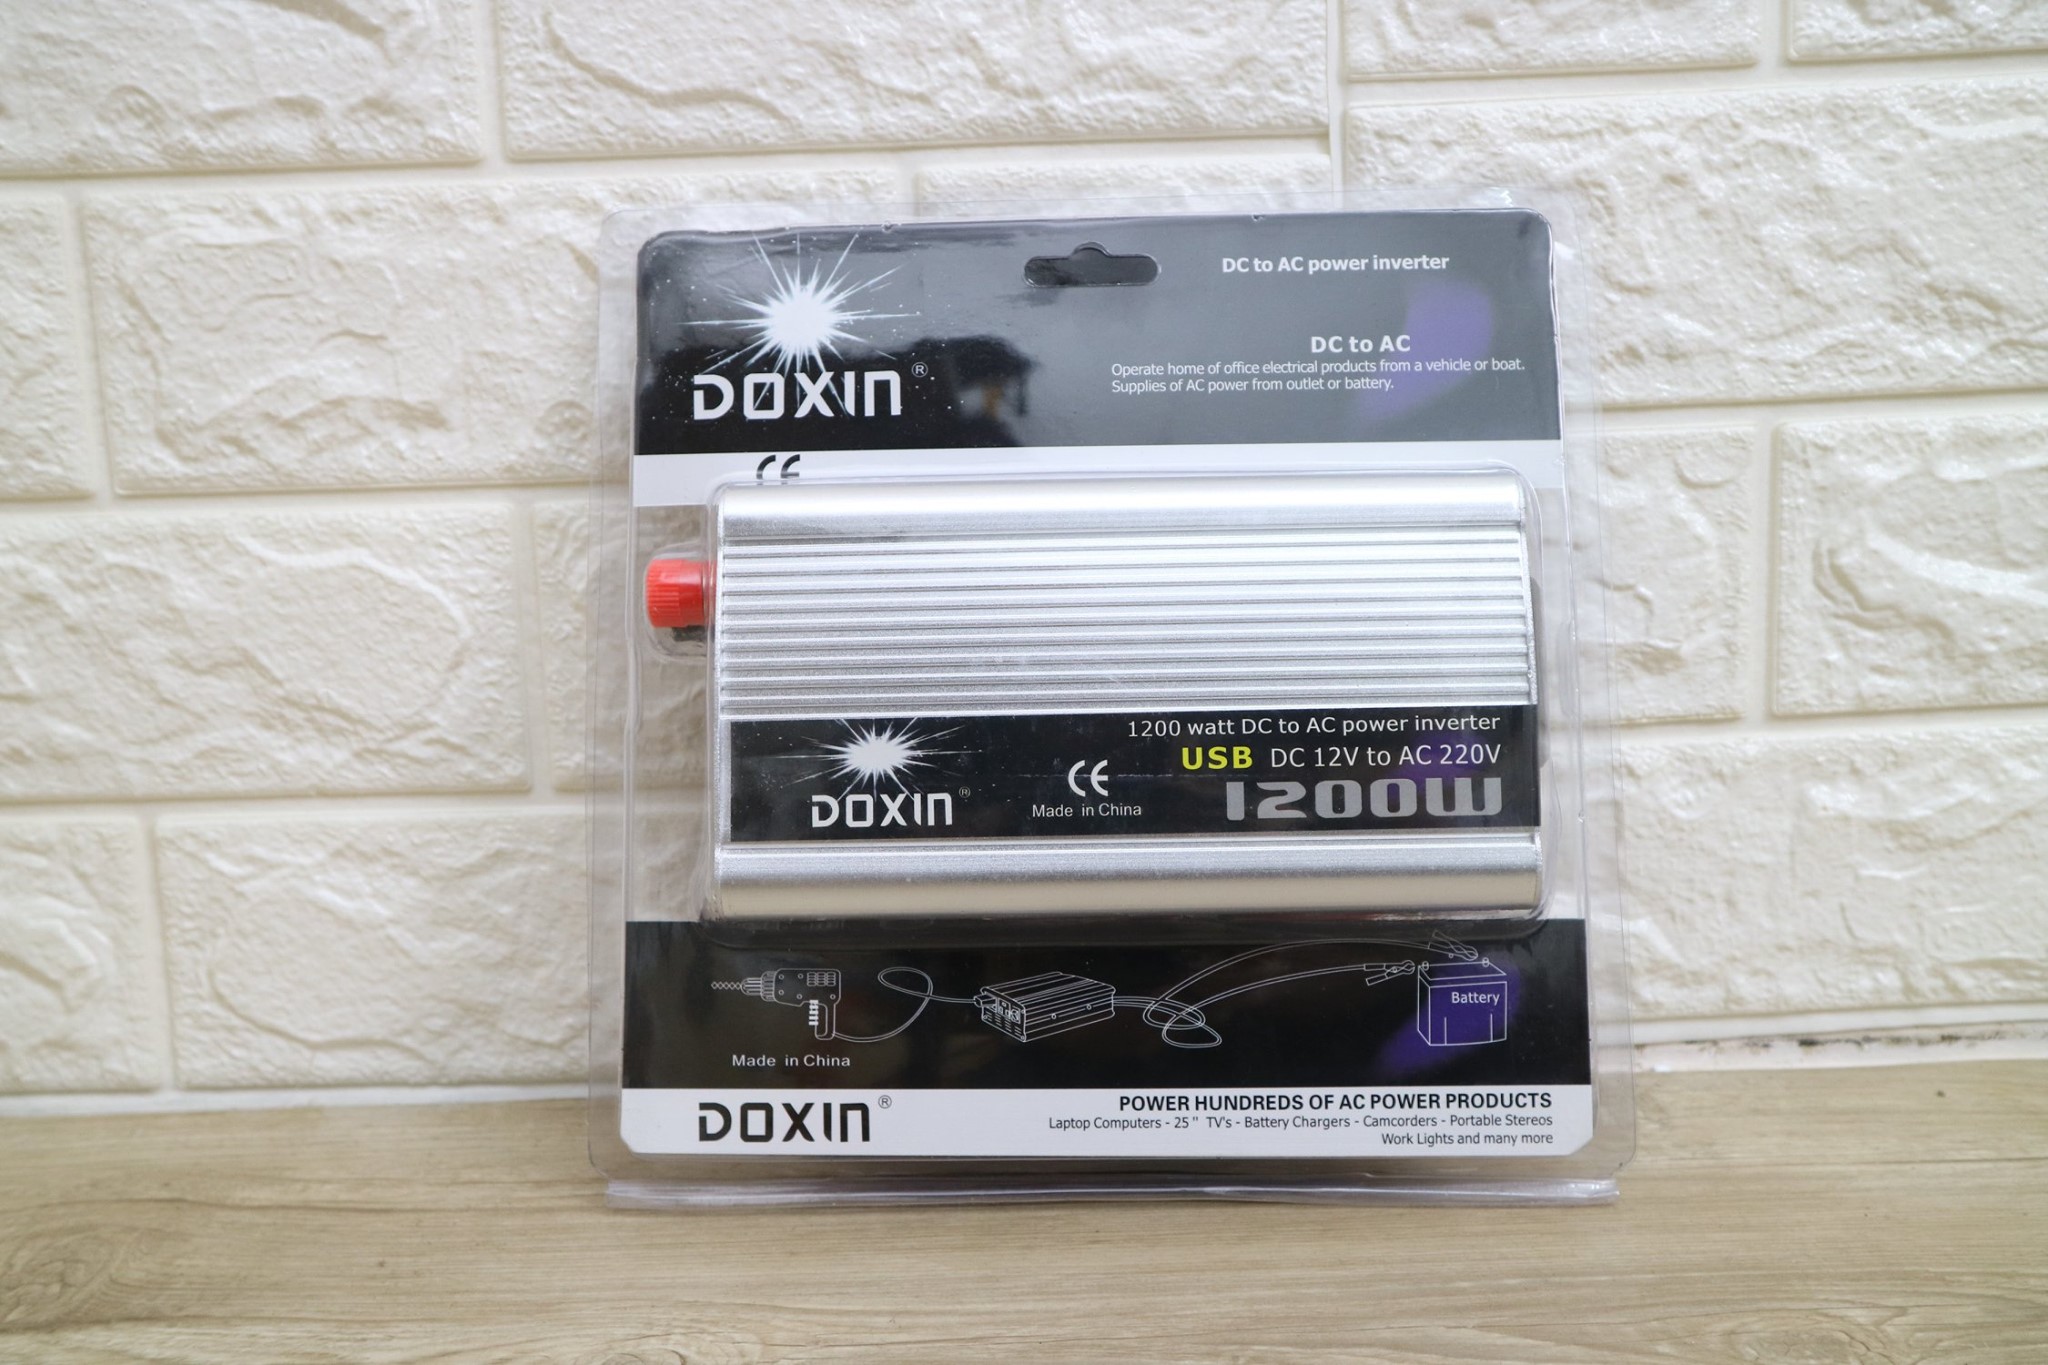 DC to AC power inverter
DC to AC
Operate home of office electrical products from a vehicle or boat.
Supplies of AC power from outlet or battery.
DOXIN ®
CE
1200 watt DC to AC power inverter
USB DC 12V to AC 220V
1200W
CE
Made in China
DOXIN ®
Battery
Made in China
DOXIN ®
POWER HUNDREDS OF AC POWER PRODUCTS
Laptop Computers - 25 " TV's - Battery Chargers - Camcorders - Portable Stereos
Work Lights and many more